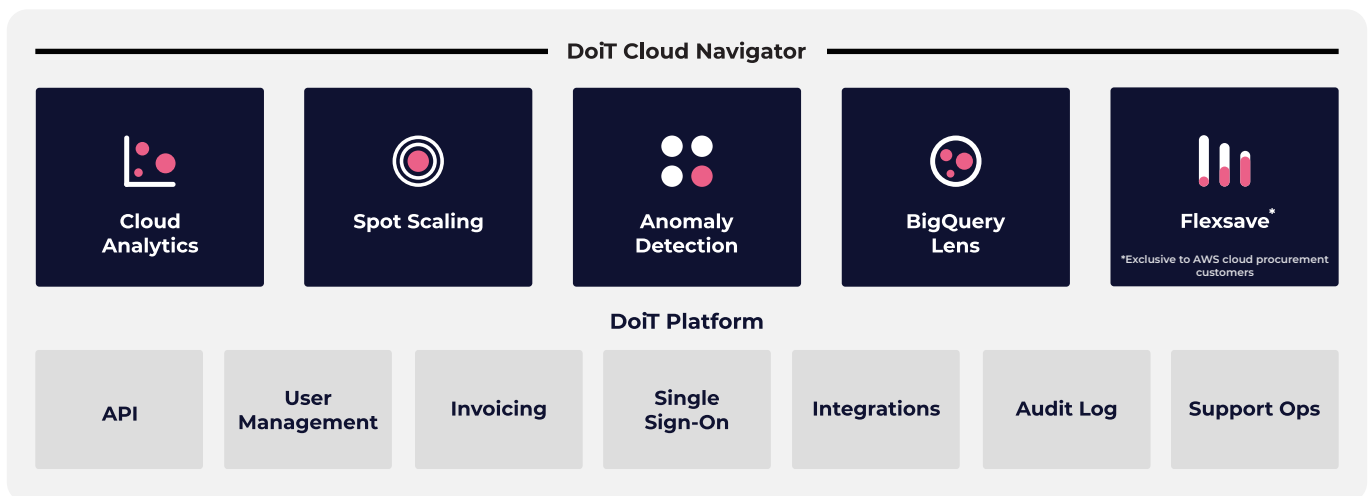 DoiT Cloud Navigator
Cloud
Analytics
Spot Scaling
Anomaly
Detection
BigQuery
Lens
Flexsave*
*Exclusive to AWS cloud procurement
customers
DoiT Platform
API
User
Management
Invoicing
Single
Sign-On
Integrations
Audit Log
Support Ops